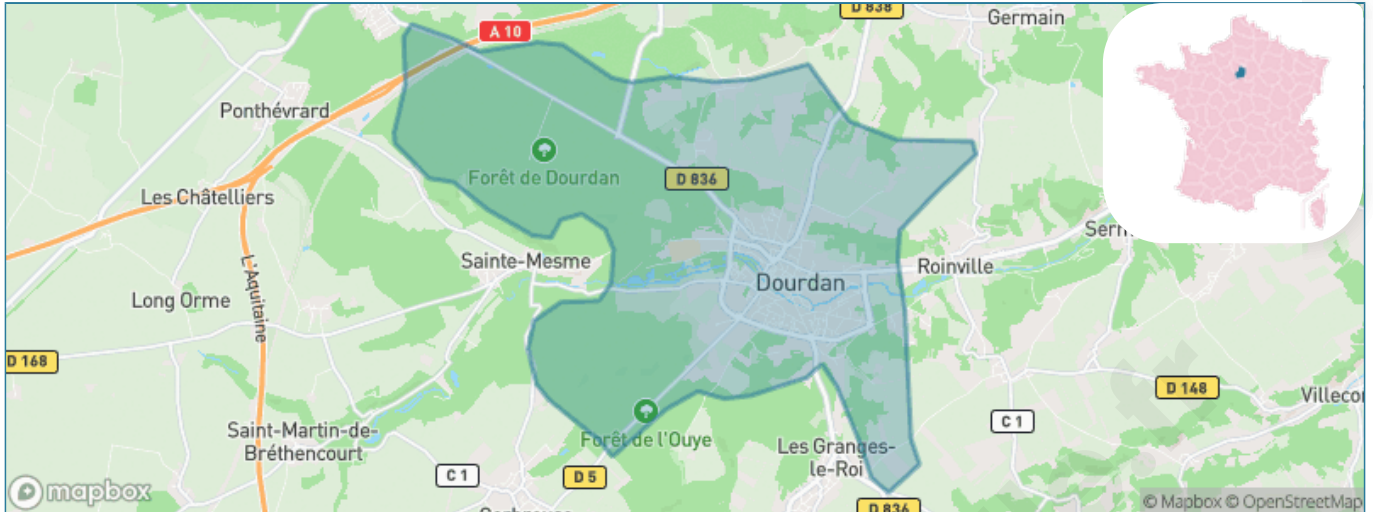 D 838
Germain
A 10
Ponthévrard
Forêt de Dourdan
D 836
Les Châtelliers
Sainte-Mesme
Roinville
Dourdan
Long Orme
L'Aquitaine
D 168
D 148
Villecon
C 1
Saint-Martin-de-
Bréthencourt
Forêt de l'Ouye
Les Granges-
le-Roi
C 1
D 5
mapbox
D 836
© Mapbox © OpenStreetMap